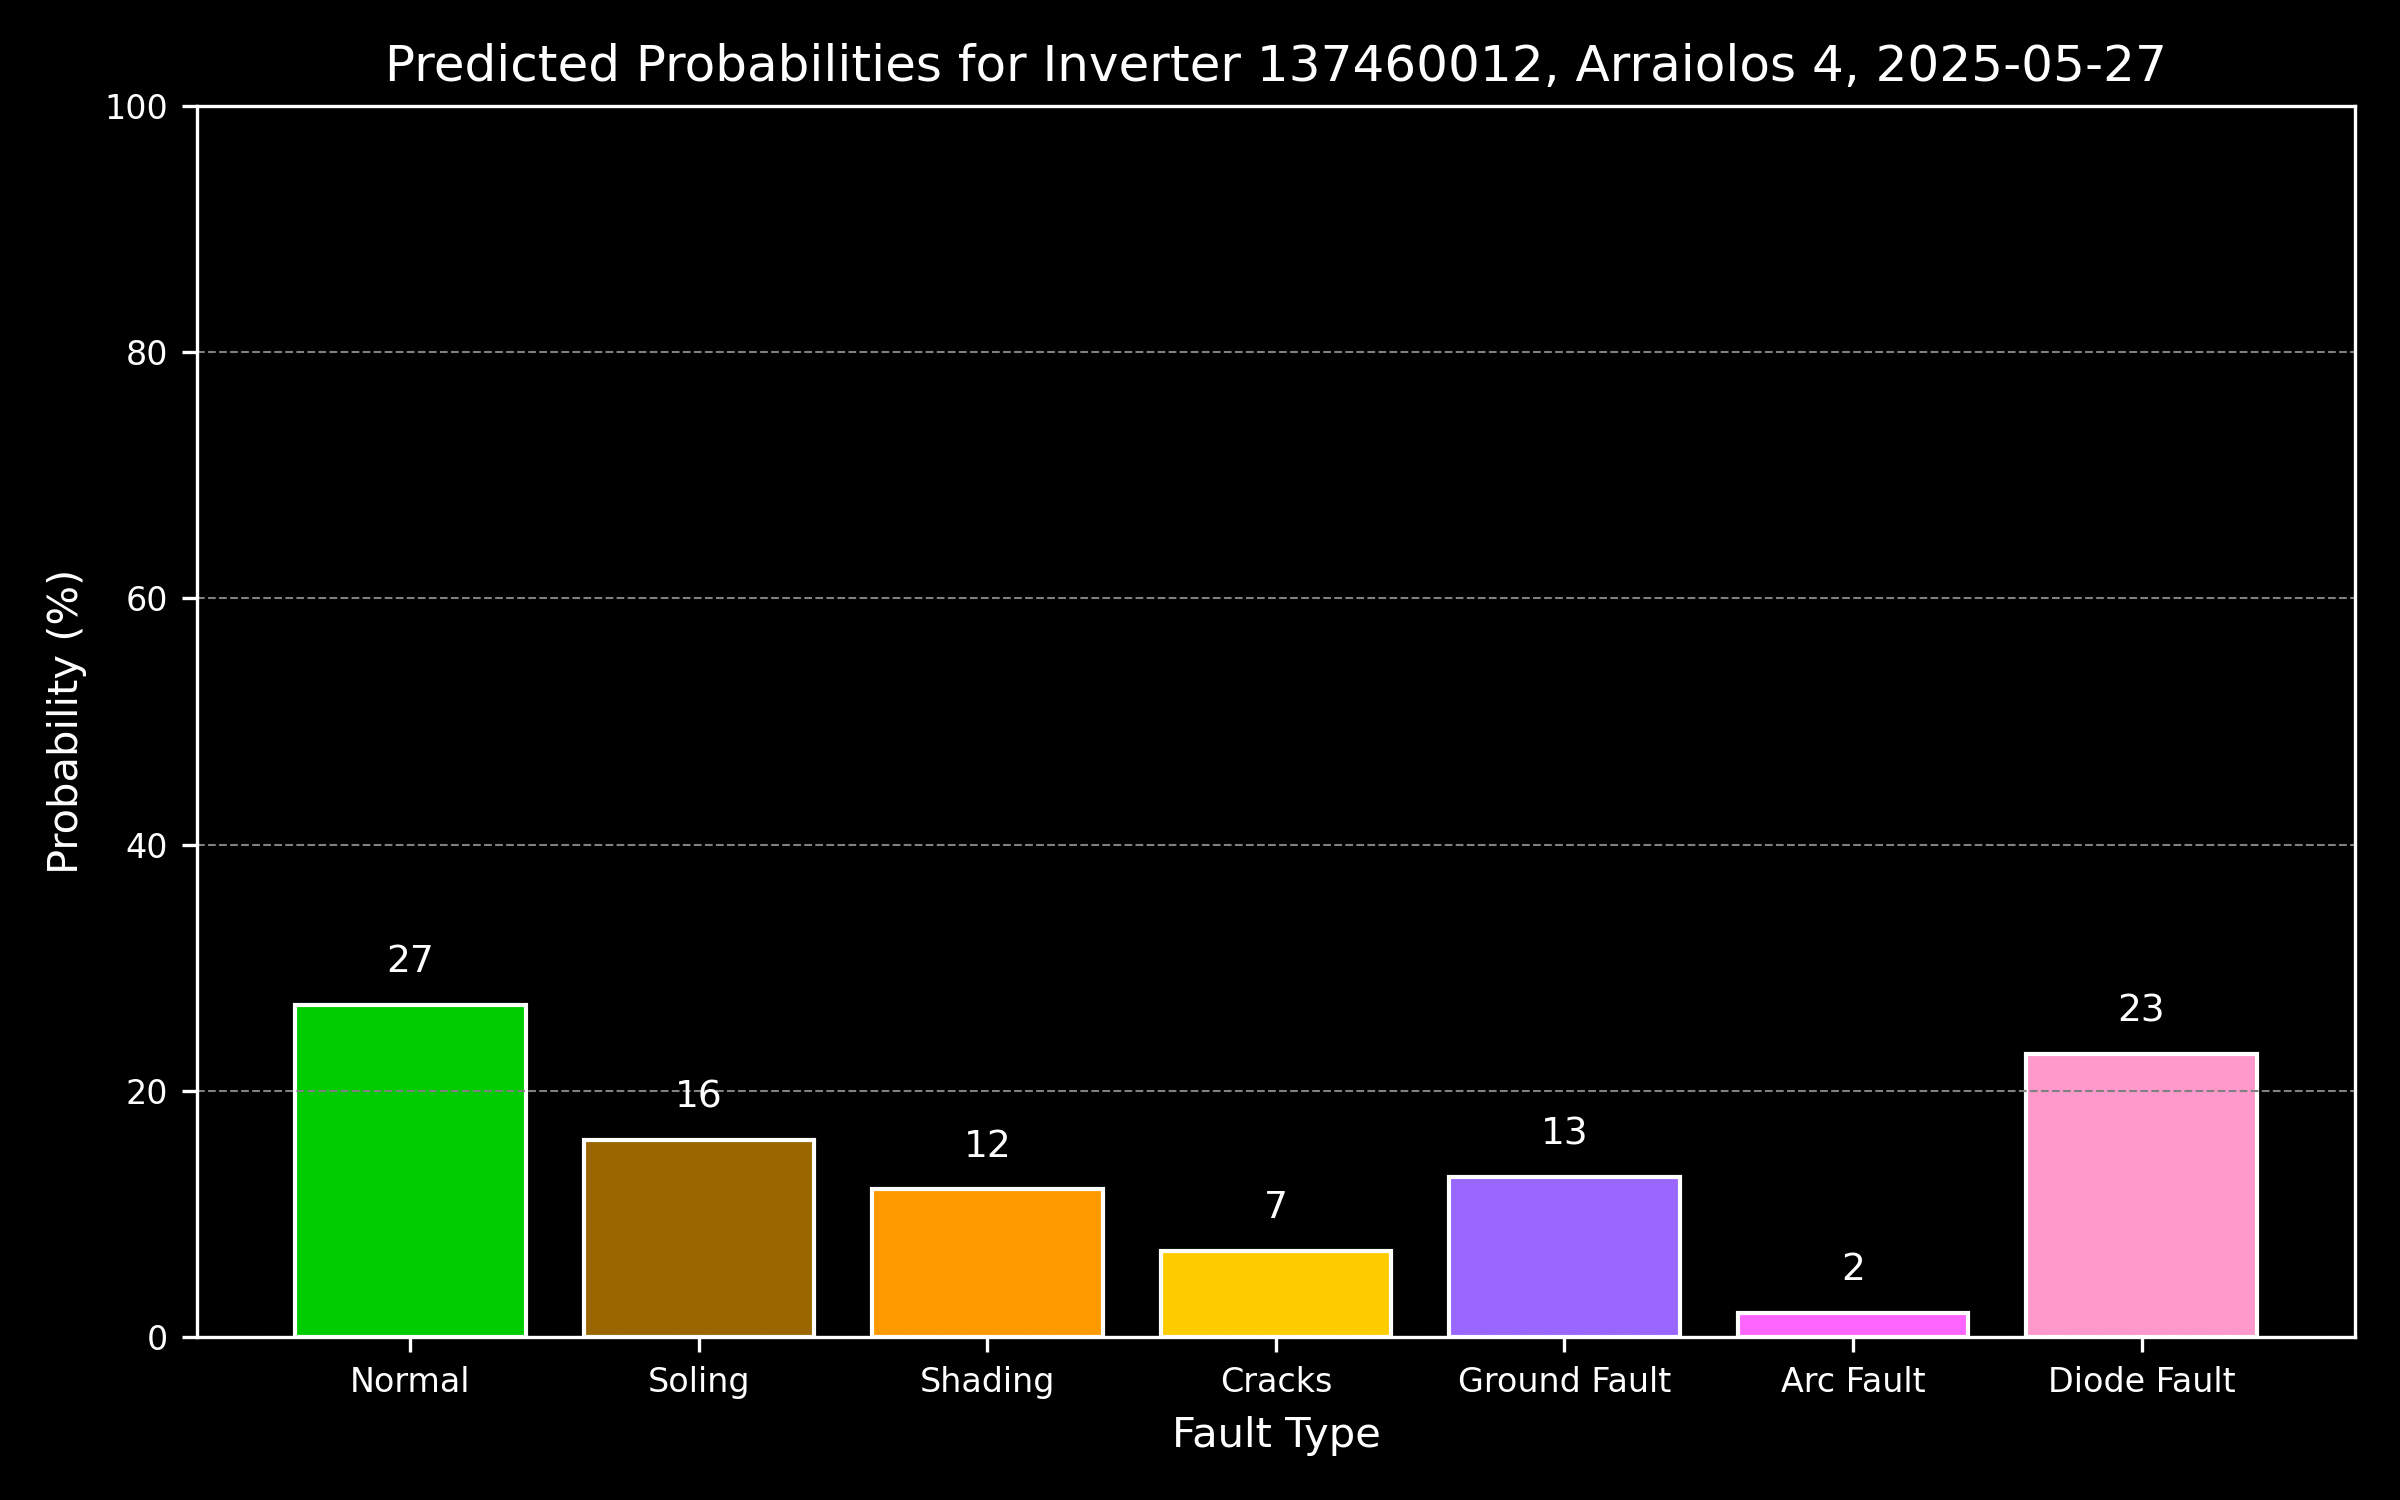 Predicted Probabilities for Inverter 137460012, Arraiolos 4, 2025-05-27
100
80
60
40
20
0
Probability (%)
27
16
12
7
13
2
23
Normal
Soling
Shading
Cracks
Ground Fault
Arc Fault
Diode Fault
Fault Type